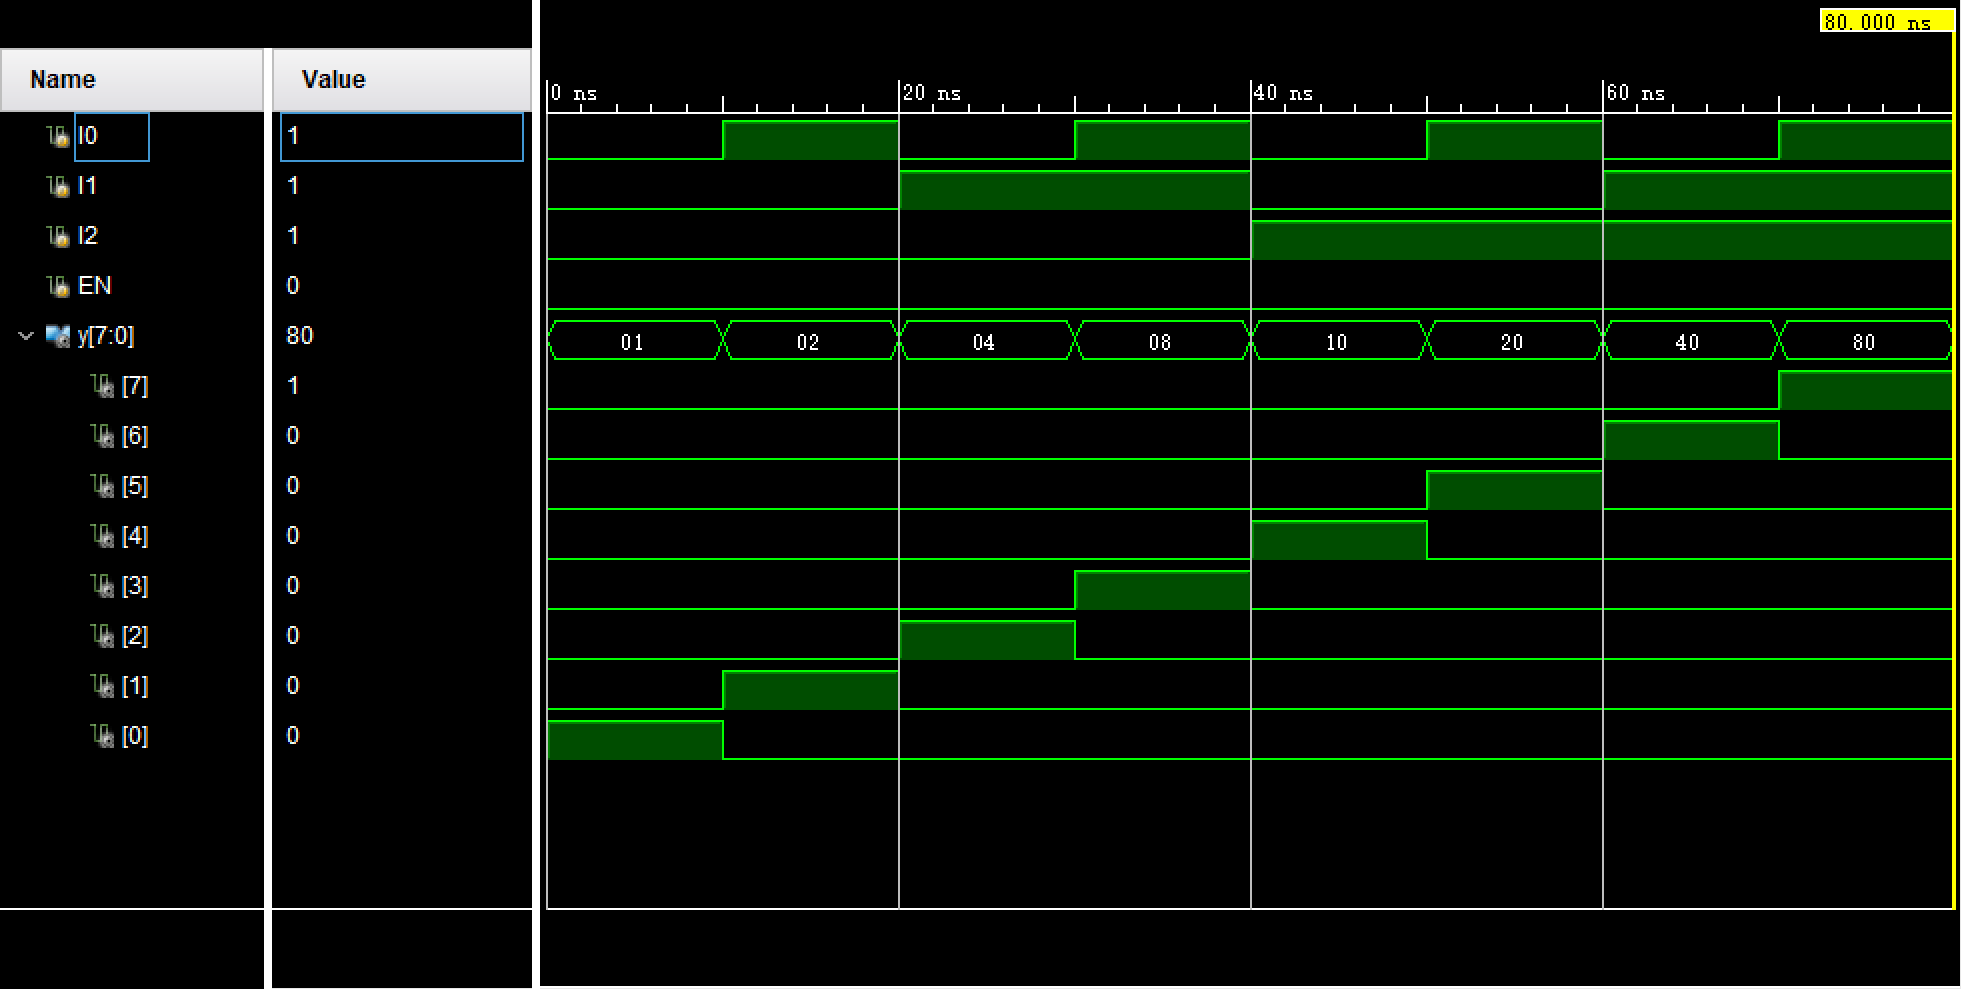 80.000 ns
Name Value
0 ns 20 ns 40 ns 60 ns
I0 1
I1 1
I2 1
EN 0
y[7:0] 80 01 02 04 08 10 20 40 80
[7] 1
[6] 0
[5] 0
[4] 0
[3] 0
[2] 0
[1] 0
[0] 0